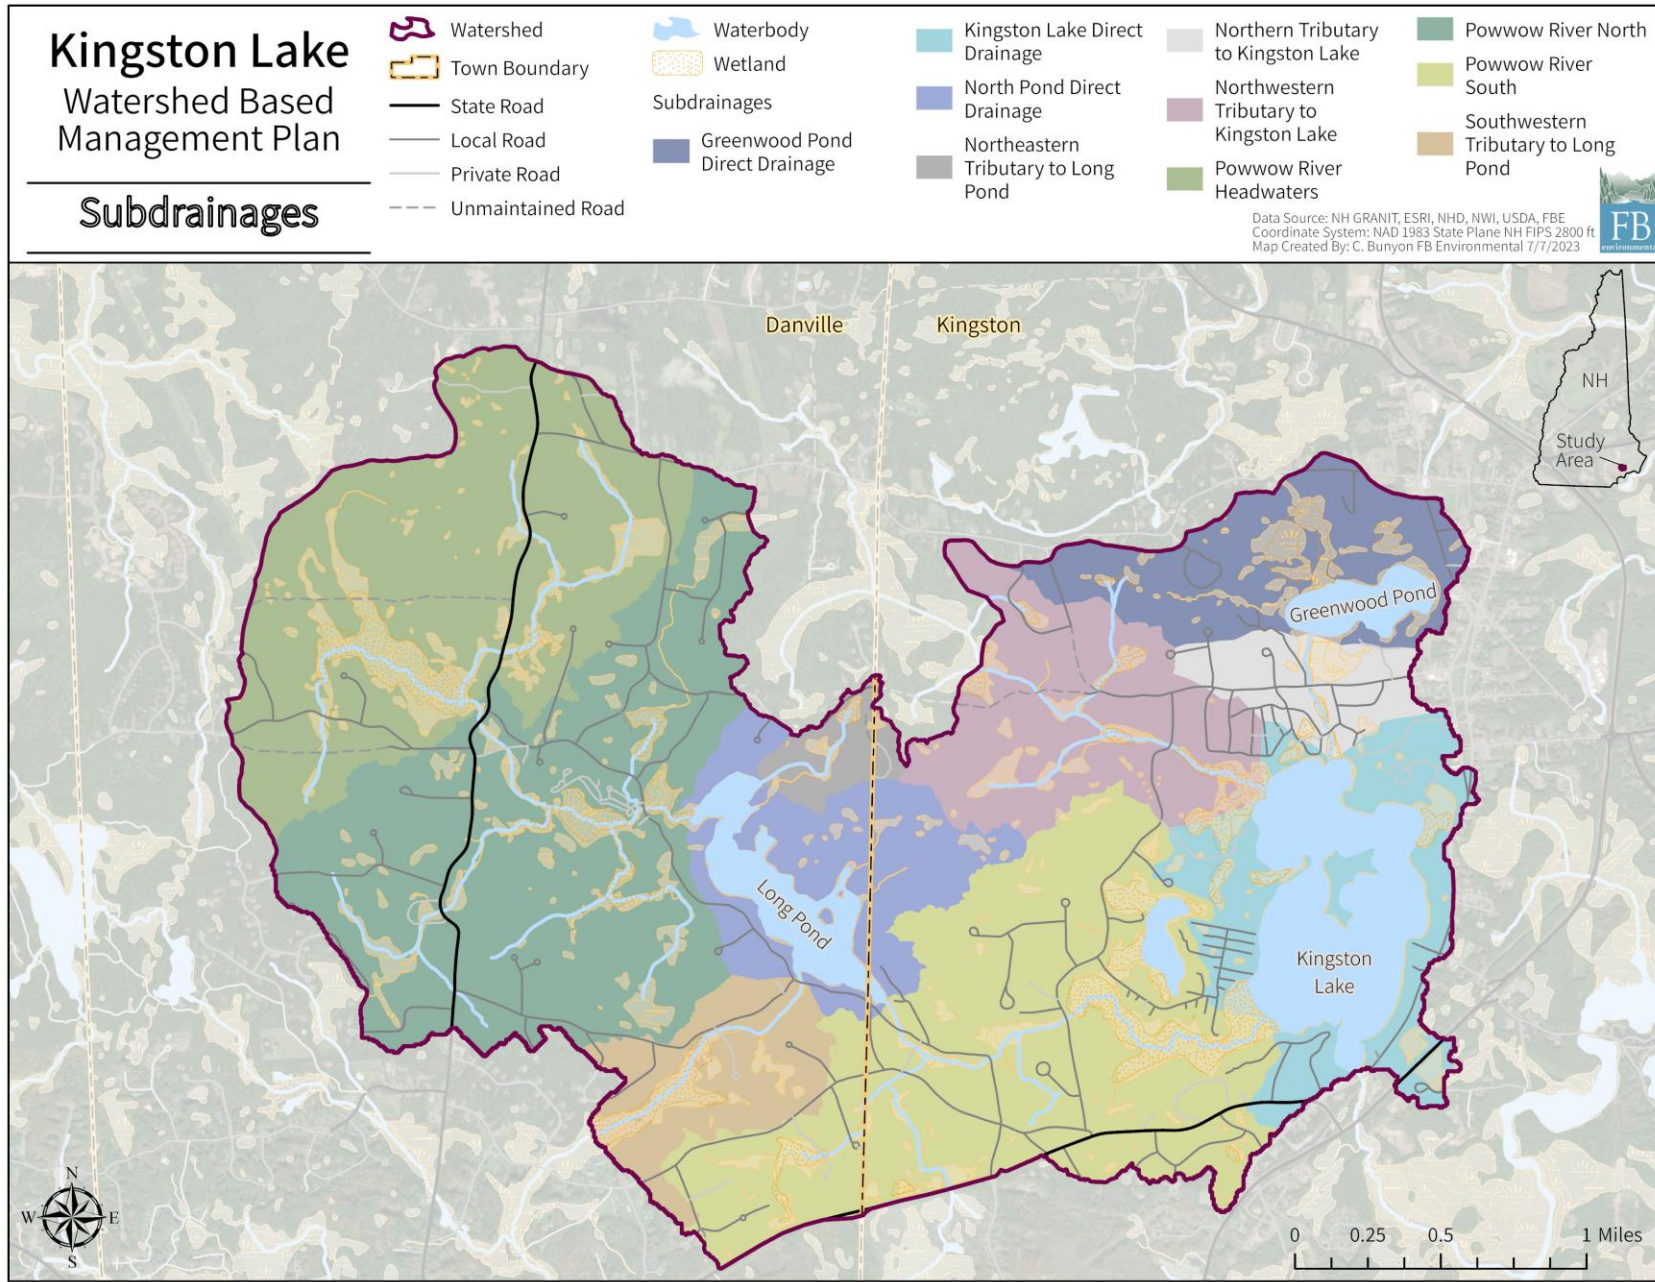 Kingston Lake
Watershed Based
Management Plan
Subdrainages
Watershed
Town Boundary
State Road
Local Road
Private Road
Unmaintained Road
Waterbody
Wetland
Subdrainages
Greenwood Pond
Direct Drainage
Kingston Lake Direct
Drainage
North Pond Direct
Drainage
Northeastern
Tributary to Long
Pond
Northern Tributary
to Kingston Lake
Northwestern
Tributary to
Kingston Lake
Powwow River
Headwaters
Powwow River North
Powwow River
South
Southwestern
Tributary to Long
Pond
Data Source: NH GRANIT, ESRI, NHD, NWI, USDA, FBE
Coordinate System: NAD 1983 State Plane NH FIPS 2800 ft
Map Created By: C. Bunyon FB Environmental 7/7/2023
FB
environmental
Danville
Kingston
NH
Study
Area
Greenwood Pond
Long Pond
Kingston
Lake
N
W
E
S
0 0.25 0.5 1 Miles